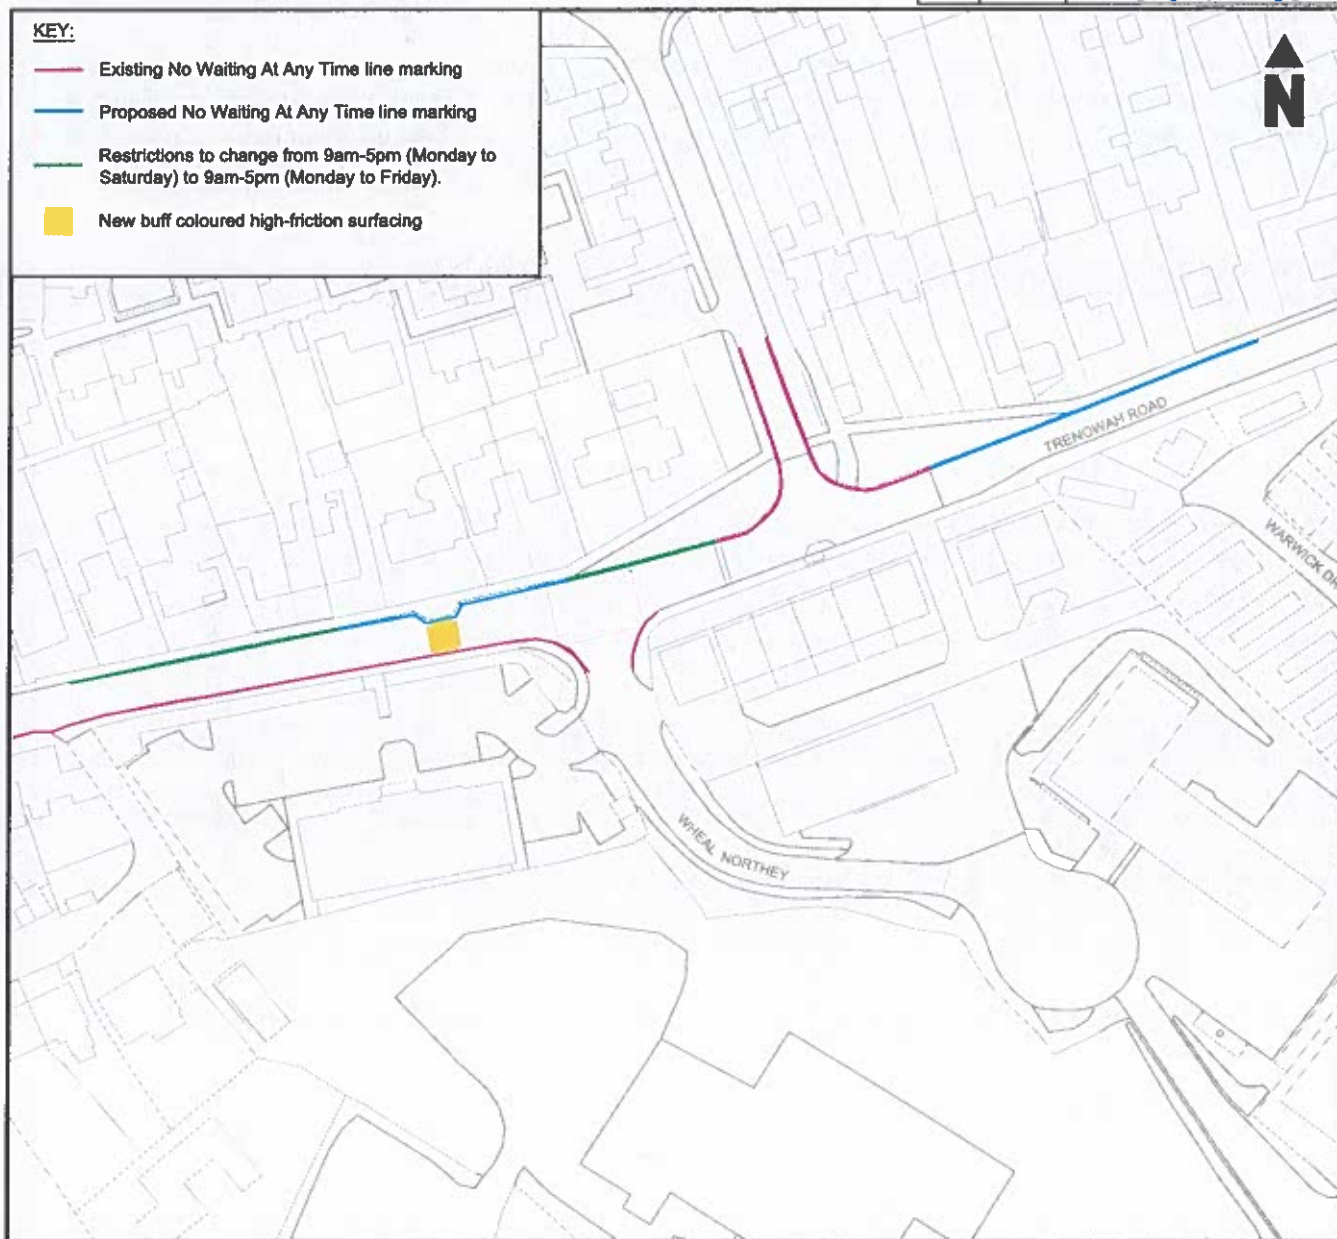 KEY:
Existing No Waiting At Any Time line marking
Proposed No Waiting At Any Time line marking
Restrictions to change from 9am-5pm (Monday to
Saturday) to 9am-5pm (Monday to Friday).
New buff coloured high-friction surfacing
N
TRENOWAH ROAD
WARWICK
WHEAL NORTHEY